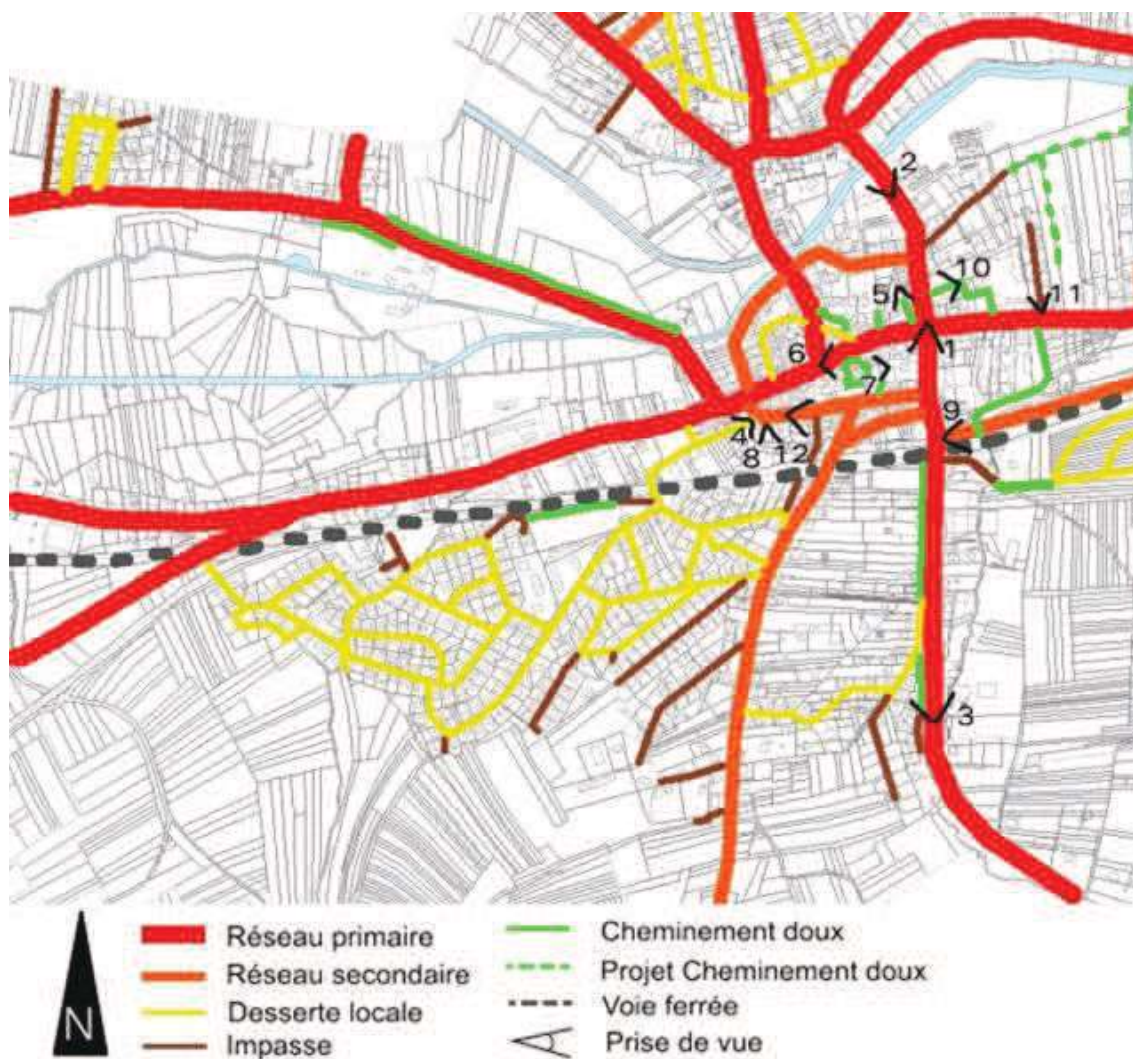 2
10
5
11
1
6
7
9
4
8
12
3
N
Réseau primaire
Réseau secondaire
Desserte locale
Impasse
Cheminement doux
Projet Cheminement doux
Voie ferrée
Prise de vue